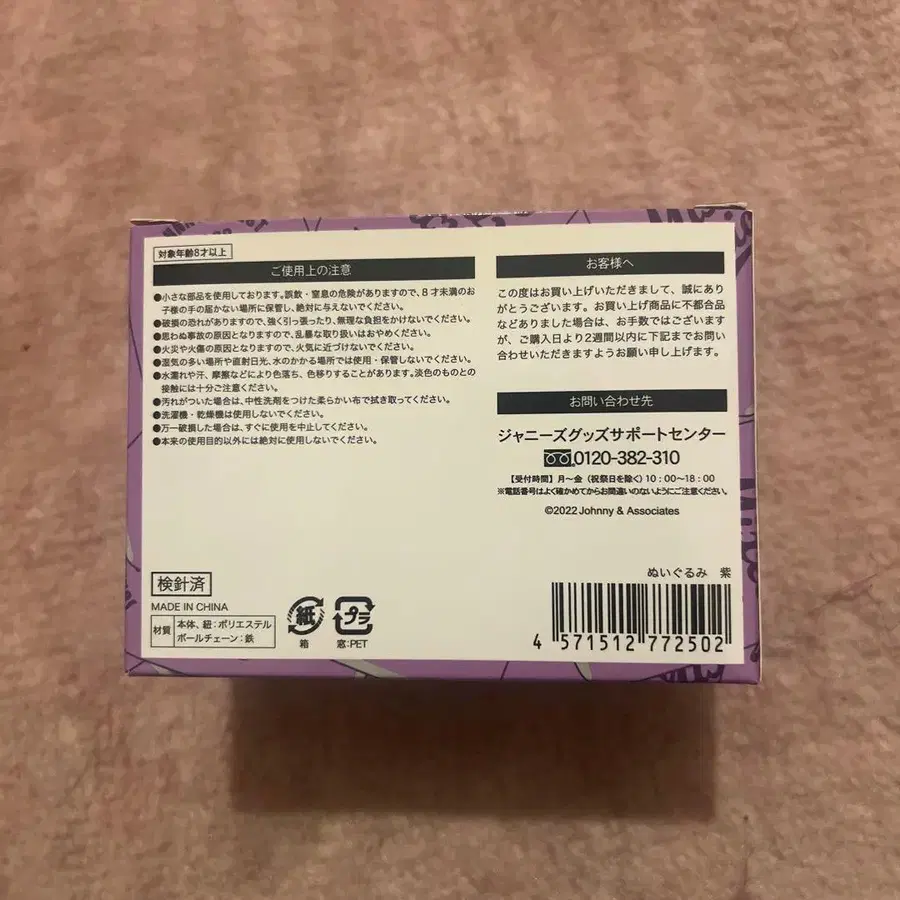 対象年齢8才以上
ご使用上の注意
●小さな部品を使用しております。誤飲・窒息の危険がありますので、8才未満のお
子様の手の届かない場所に保管し、絶対に与えないでください。
●破損の恐れがありますので、強く引っ張ったり、無理な負担をかけないでください。
●思わぬ事故の原因となりますので、乱暴な取り扱いはおやめください。
●火災や火傷の原因となりますので、火気に近づけないでください。
●湿気の多い場所や直射日光、水のかかる場所では使用・保管しないでください。
●水濡れや汗、摩擦などにより色落ち、色移りすることがあります。淡色のものとの
接触には十分ご注意ください。
●汚れがついた場合は、中性洗剤をつけた柔らかい布で拭き取ってください。
●洗濯機・乾燥機は使用しないでください。
●万一破損した場合は、すぐに使用を中止してください。
●本来の使用目的以外には絶対に使用しないでください。
お客様へ
この度はお買い上げいただきまして、誠にあり
がとうございます。お買い上げ商品に不都合品
などありました場合は、お手数ではございます
が、ご購入日より2週間以内に下記までお問い
合わせいただきますようお願い申し上げます。
お問い合わせ先
ジャニーズグッズサポートセンター
0120-382-310
【受付時間】月〜金（祝祭日を除く）10：00〜18：00
※電話番号はよく確かめてからお間違いのないようにご注意ください。
©2022 Johnny & Associates
検針済
MADE IN CHINA
材質 本体、紐：ポリエステル
ボールチェーン：鉄
紙
箱
プラ
窓:PET
ぬいぐるみ 紫
4 571512 772502